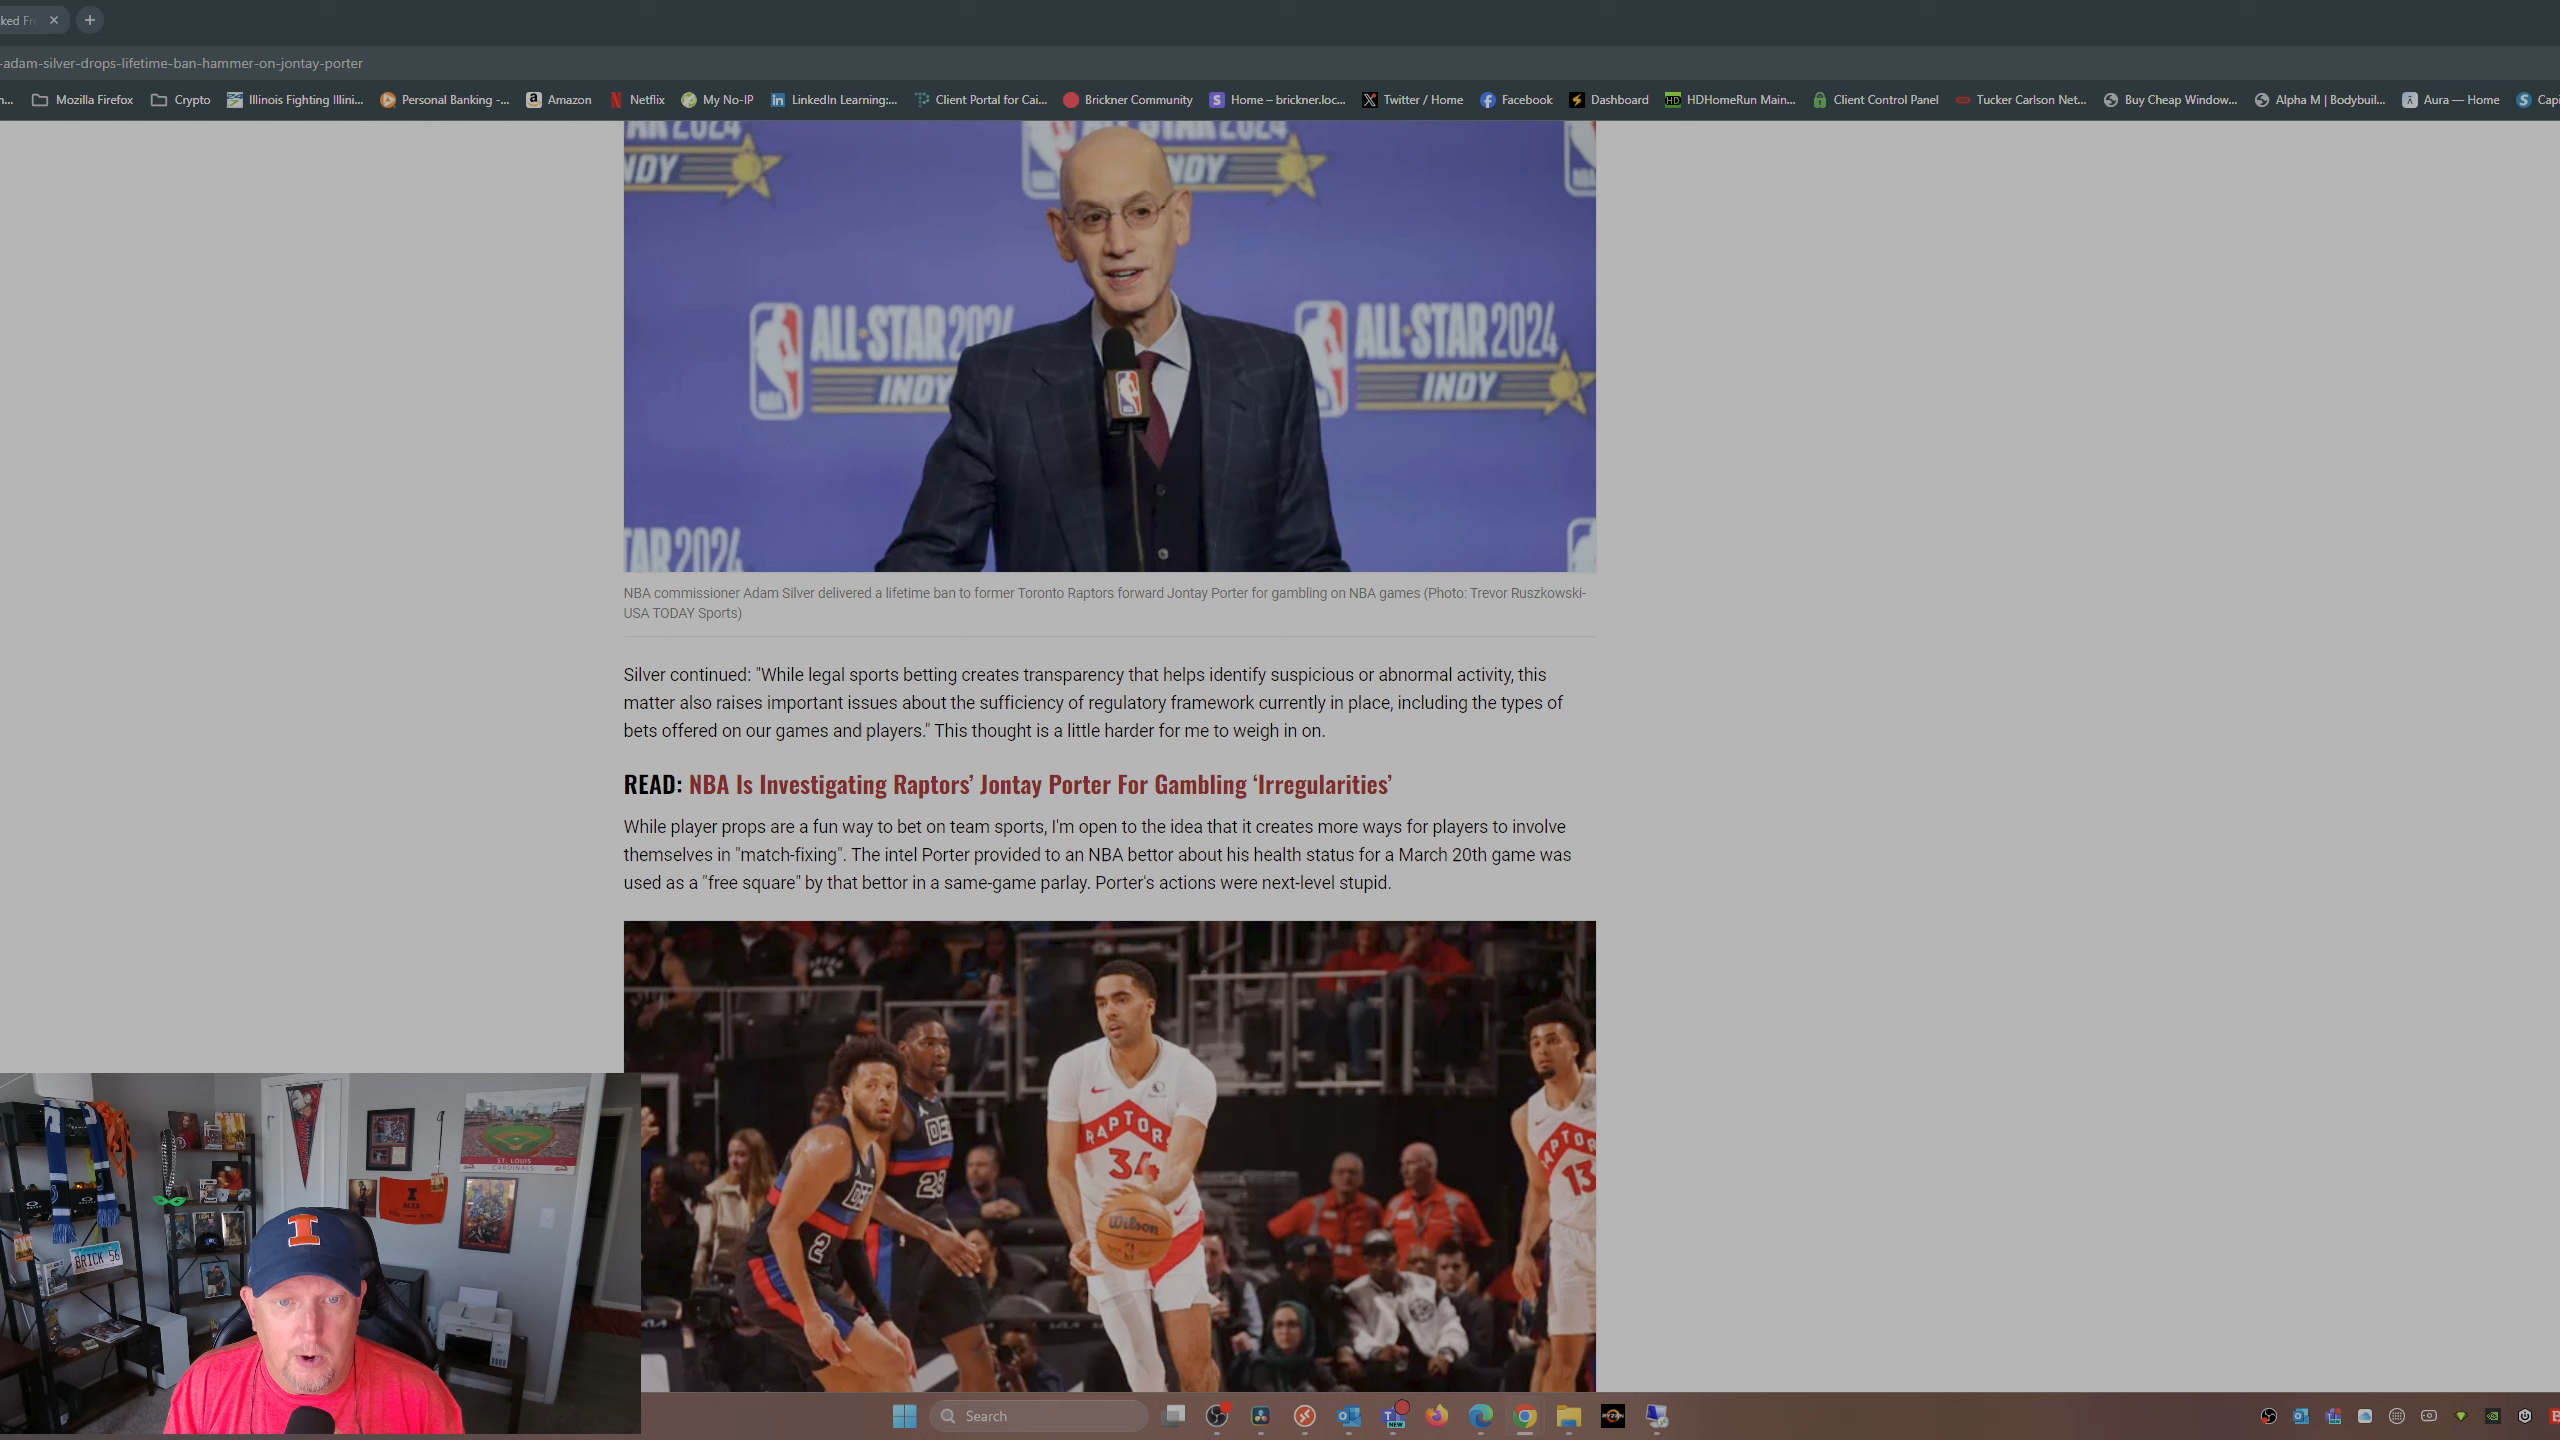 ked Fr
-adam-silver-drops-lifetime-ban-hammer-on-jontay-porter
n... Mozilla Firefox Crypto Illinois Fighting Illini... Personal Banking -... Amazon Netflix My No-IP LinkedIn Learning:... Client Portal for Cai... Brickner Community Home – brickner.loc... Twitter / Home Facebook Dashboard HDHomeRun Main... Client Control Panel Tucker Carlson Net... Buy Cheap Window... Alpha M | Bodybuil... Aura — Home Capi
INDY
ALL·STAR 2024 ALL·STAR 2024
INDY INDY
NBA commissioner Adam Silver delivered a lifetime ban to former Toronto Raptors forward Jontay Porter for gambling on NBA games (Photo: Trevor Ruszkowski-
USA TODAY Sports)
Silver continued: "While legal sports betting creates transparency that helps identify suspicious or abnormal activity, this
matter also raises important issues about the sufficiency of regulatory framework currently in place, including the types of
bets offered on our games and players." This thought is a little harder for me to weigh in on.
READ: NBA Is Investigating Raptors’ Jontay Porter For Gambling ‘Irregularities’
While player props are a fun way to bet on team sports, I'm open to the idea that it creates more ways for players to involve
themselves in "match-fixing". The intel Porter provided to an NBA bettor about his health status for a March 20th game was
used as a "free square" by that bettor in a same-game parlay. Porter's actions were next-level stupid.
DET
28
RAPTOR
34
RAPTOR
13
2
Wilson
ST. LOUIS
CARDINALS
I
ACES
BRICK 56
I
Search
NEW
RYZEN